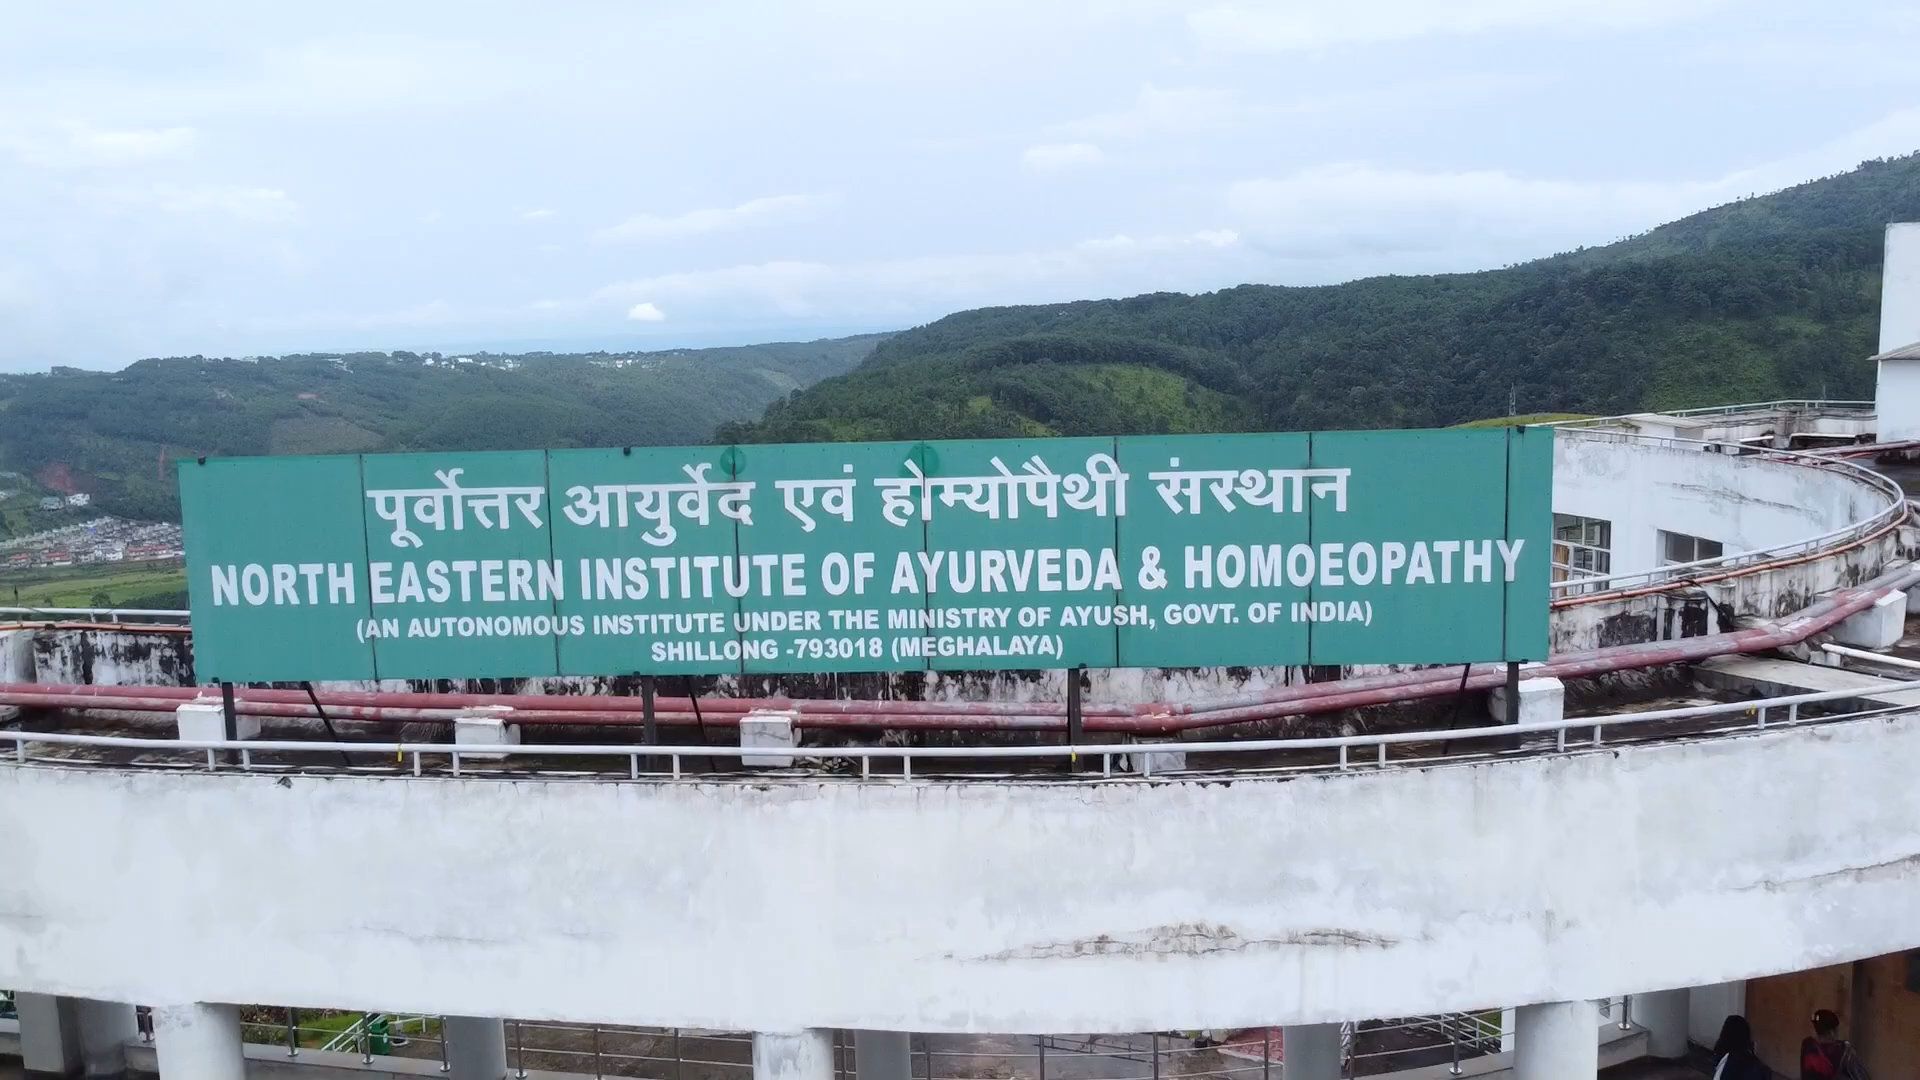 पूर्वोत्तर आयुर्वेद एवं होम्योपैथी संस्थान
NORTH EASTERN INSTITUTE OF AYURVEDA & HOMOEOPATHY
(AN AUTONOMOUS INSTITUTE UNDER THE MINISTRY OF AYUSH, GOVT. OF INDIA)
SHILLONG -793018 (MEGHALAYA)